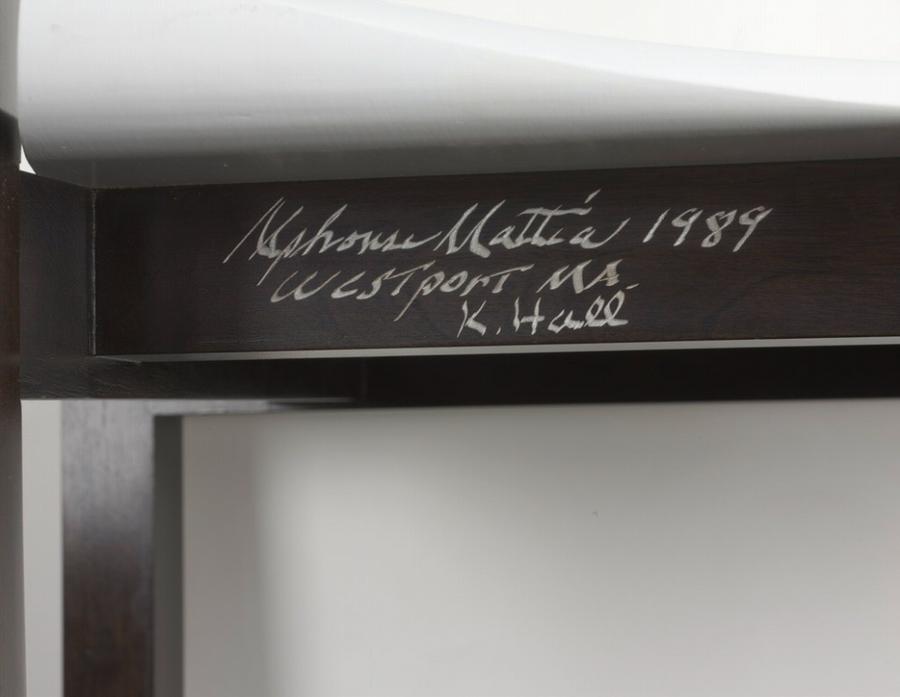 Alphonse Mattia 1989
Westport MA.
K. Hall